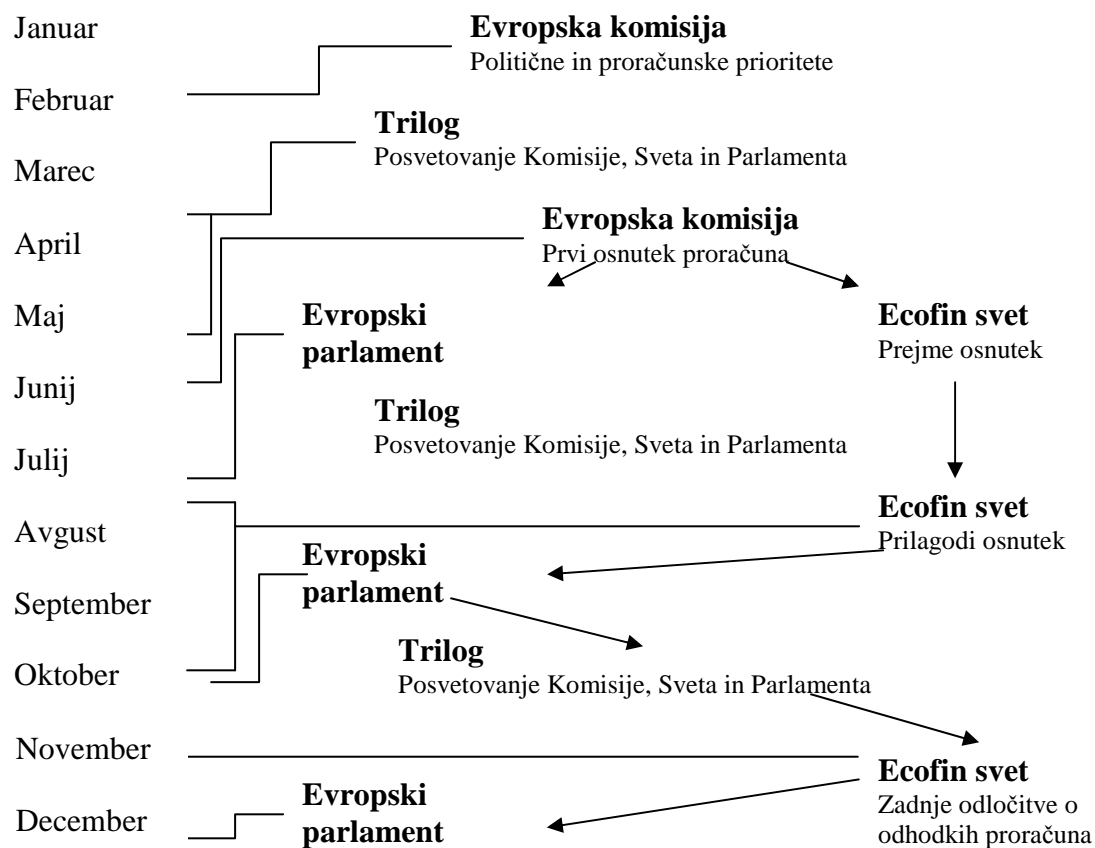 Januar
Evropska komisija
Politične in proračunske prioritete
Februar
Trilog
Posvetovanje Komisije, Sveta in Parlamenta
Marec
Evropska komisija
Prvi osnutek proračuna
April
Maj
Evropski
parlament
Ecofin svet
Prejme osnutek
Junij
Trilog
Posvetovanje Komisije, Sveta in Parlamenta
Julij
Ecofin svet
Prilagodi osnutek
Avgust
Evropski
parlament
September
Trilog
Posvetovanje Komisije, Sveta in Parlamenta
Oktober
November
Ecofin svet
Zadnje odločitve o
odhodkih proračuna
Evropski
parlament
December